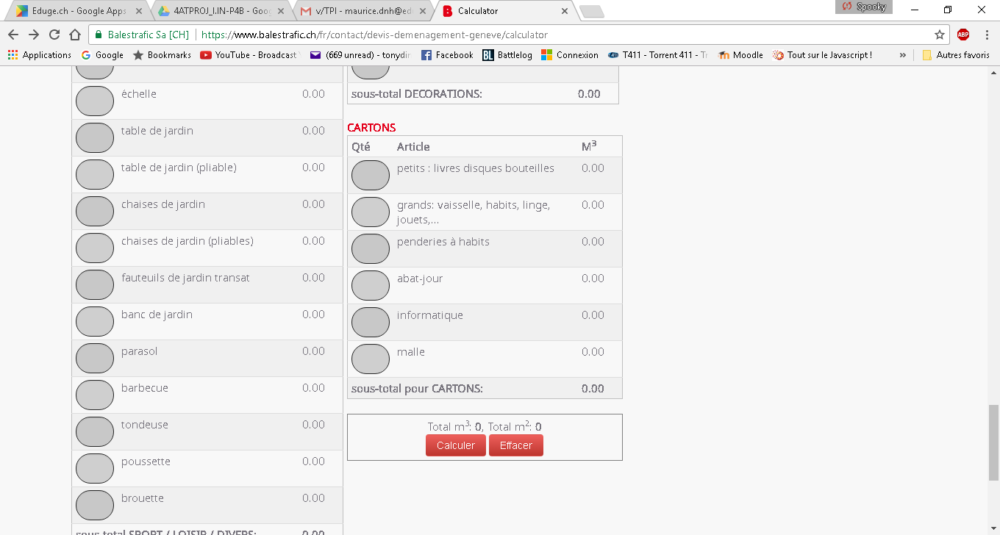 Eduge.ch - Google Apps
4ATPROJ_I.IN-P4B - Goog
v/TPI - maurice.dnh@ed
Calculator
Spooky
Balestrafic Sa [CH] https://www.balestrafic.ch/fr/contact/devis-demenagement-geneve/calculator
ABP
Applications
Google
Bookmarks
YouTube - Broadcast
(669 unread) - tonydir
Facebook
BL Battlelog
Connexion
T411 - Torrent 411 - Tr
Moodle
Tout sur le Javascript !
»
Autres favoris
échelle 0.00
table de jardin 0.00
table de jardin (pliable) 0.00
chaises de jardin 0.00
chaises de jardin (pliables) 0.00
fauteuils de jardin transat 0.00
banc de jardin 0.00
parasol 0.00
barbecue 0.00
tondeuse 0.00
poussette 0.00
brouette 0.00
sous-total SPORT / LOISIR / DIVERS: 0.00
sous-total DECORATIONS: 0.00
CARTONS
Qté Article M³
petits : livres disques bouteilles 0.00
grands: vaisselle, habits, linge, 0.00
jouets,...
penderies à habits 0.00
abat-jour 0.00
informatique 0.00
malle 0.00
sous-total pour CARTONS: 0.00
Total m³: 0, Total m²: 0
Calculer Effacer